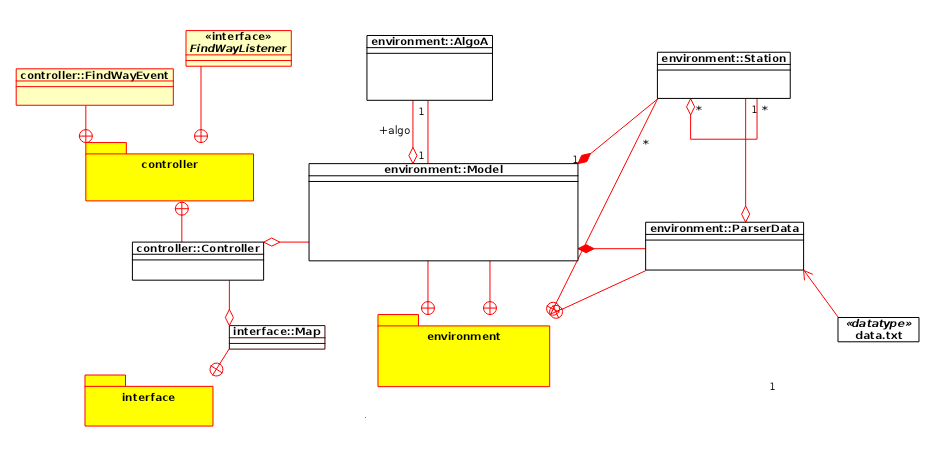 «interface»
FindWayListener
environment::AlgoA
environment::Station
controller::FindWayEvent
1
*
1
*
+algo
*
1
1
controller
environment::Model
environment::ParserData
controller::Controller
«datatype»
data.txt
interface::Map
environment
interface
1